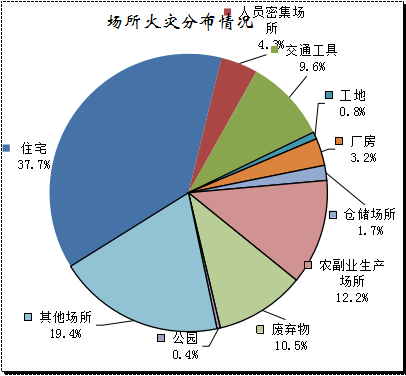 场所火灾分布情况
人员密集场
所
4.3%
交通工具
9.6%
工地
0.8%
厂房
3.2%
仓储场所
1.7%
农副业生产
场所
12.2%
废弃物
10.5%
公园
0.4%
其他场所
19.4%
住宅
37.7%